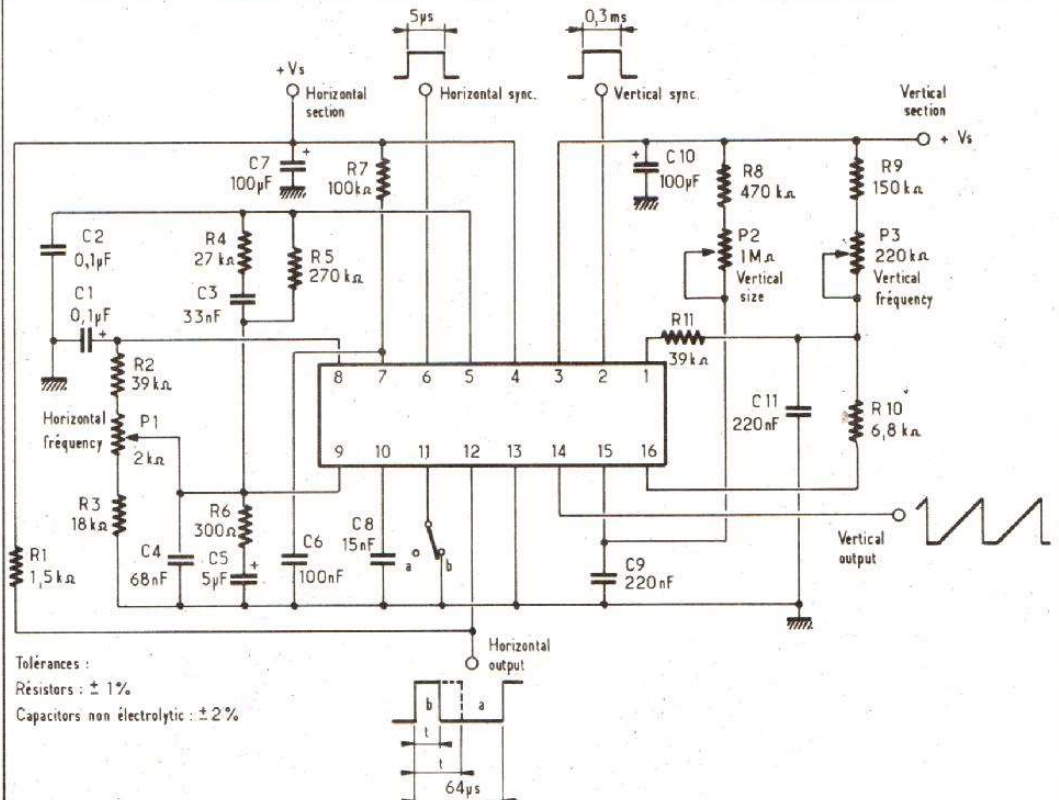 5µs
0,3ms
+ Vs
Horizontal section
Horizontal sync.
Vertical sync.
Vertical section
+ Vs
C7
100µF
R7
100kΩ
C10
100µF
R8
470 kΩ
R9
150kΩ
C2
0,1µF
R4
27 kΩ
R5
270kΩ
P2
1MΩ
Vertical size
P3
220kΩ
Vertical fréquency
C1
0,1µF
C3
33nF
R11
39kΩ
R2
39kΩ
8 7 6 5 4 3 2 1
C11
220nF
R10
6,8kΩ
Horizontal fréquency
P1
2kΩ
9 10 11 12 13 14 15 16
R3
18kΩ
R6
300Ω
C4
68nF
C5
5µF
C6
100nF
C8
15nF
a
b
C9
220nF
Vertical output
R1
1,5kΩ
Horizontal output
Tolérances :
Résistors : ± 1%
Capacitors non électrolytic : ± 2%
b
a
t
t
64µs